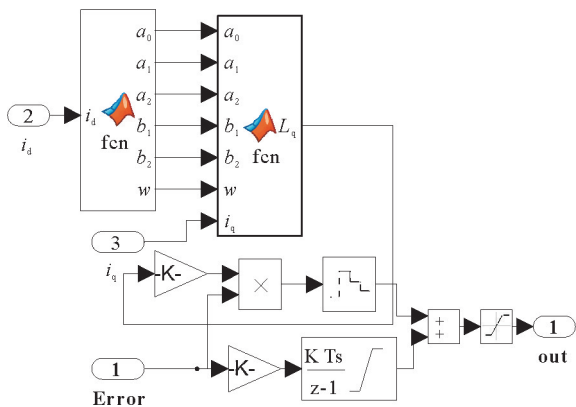 2
i_d
i_d
fcn
a_0
a_1
a_2
b_1
b_2
w
a_0
a_1
a_2
b_1
b_2
w
i_q
fcn
L_q
3
i_q
-K-
×
1
Error
-K-
K Ts
z-1
+
+
1
out